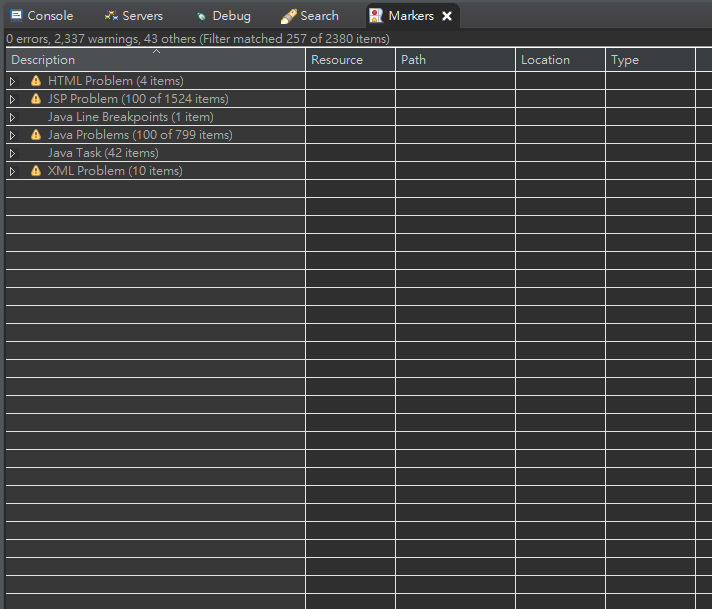 Console Servers Debug Search Markers
0 errors, 2,337 warnings, 43 others (Filter matched 257 of 2380 items)
Description Resource Path Location Type
HTML Problem (4 items)
JSP Problem (100 of 1524 items)
Java Line Breakpoints (1 item)
Java Problems (100 of 799 items)
Java Task (42 items)
XML Problem (10 items)